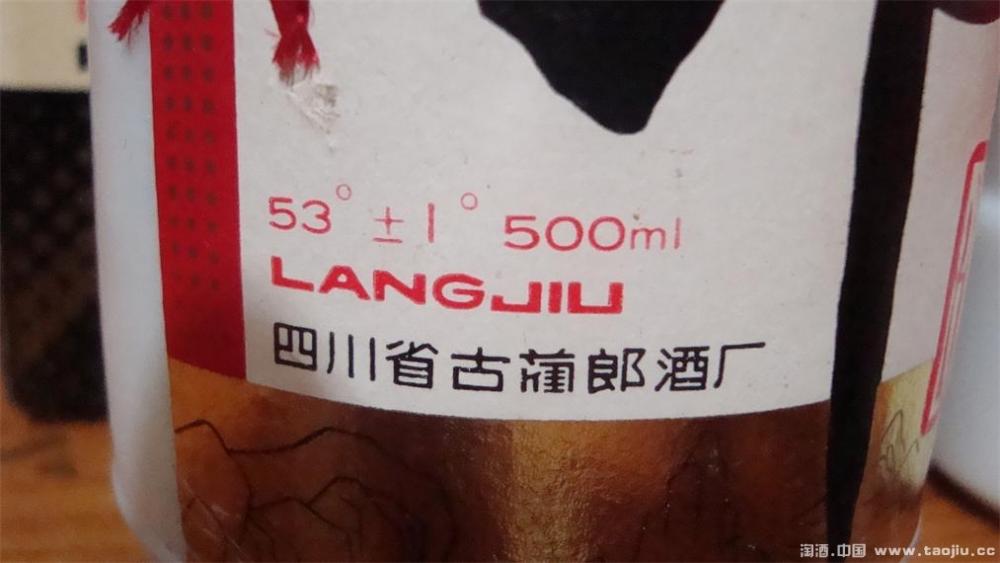 53° ±1° 500ml
LANGJIU
四川省古蔺郎酒厂
淘酒.中国 www.taojiu.cc